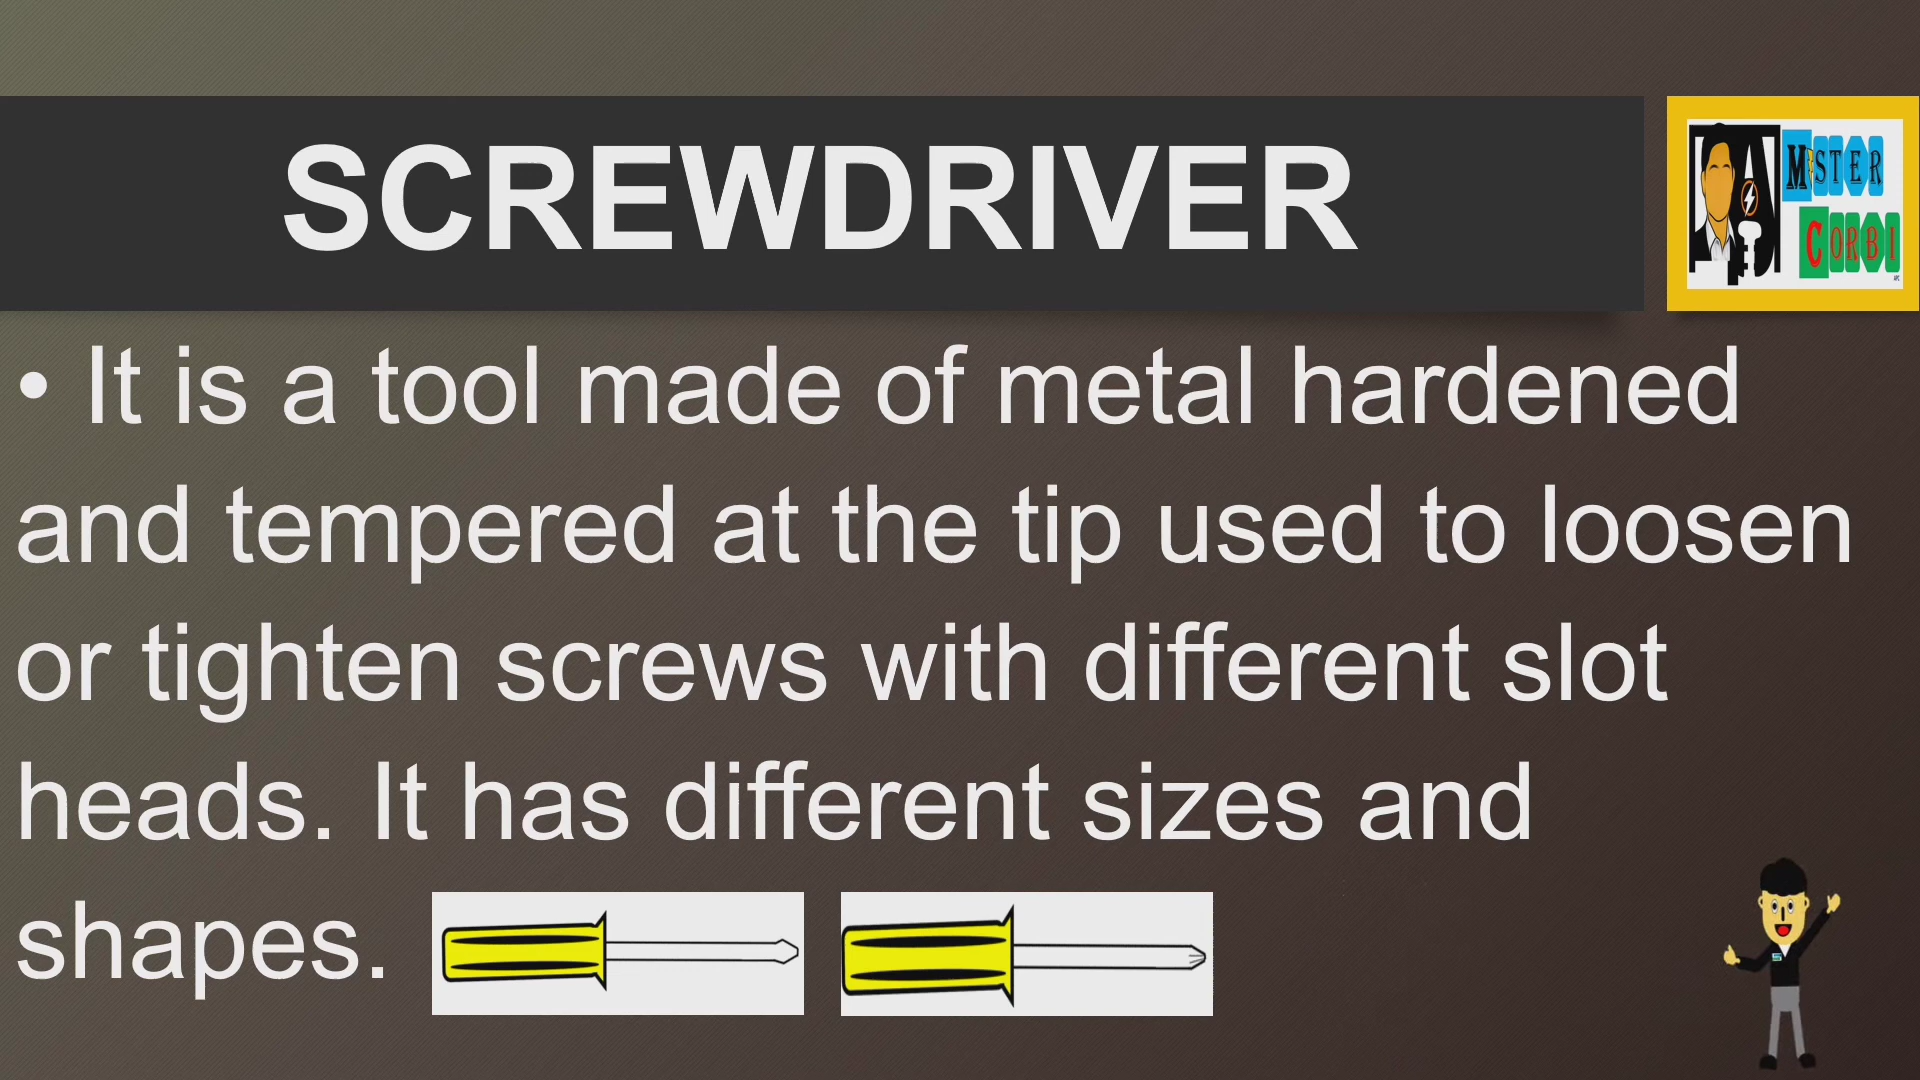 SCREWDRIVER
MISTER
CORBI
• It is a tool made of metal hardened
and tempered at the tip used to loosen
or tighten screws with different slot
heads. It has different sizes and
shapes.